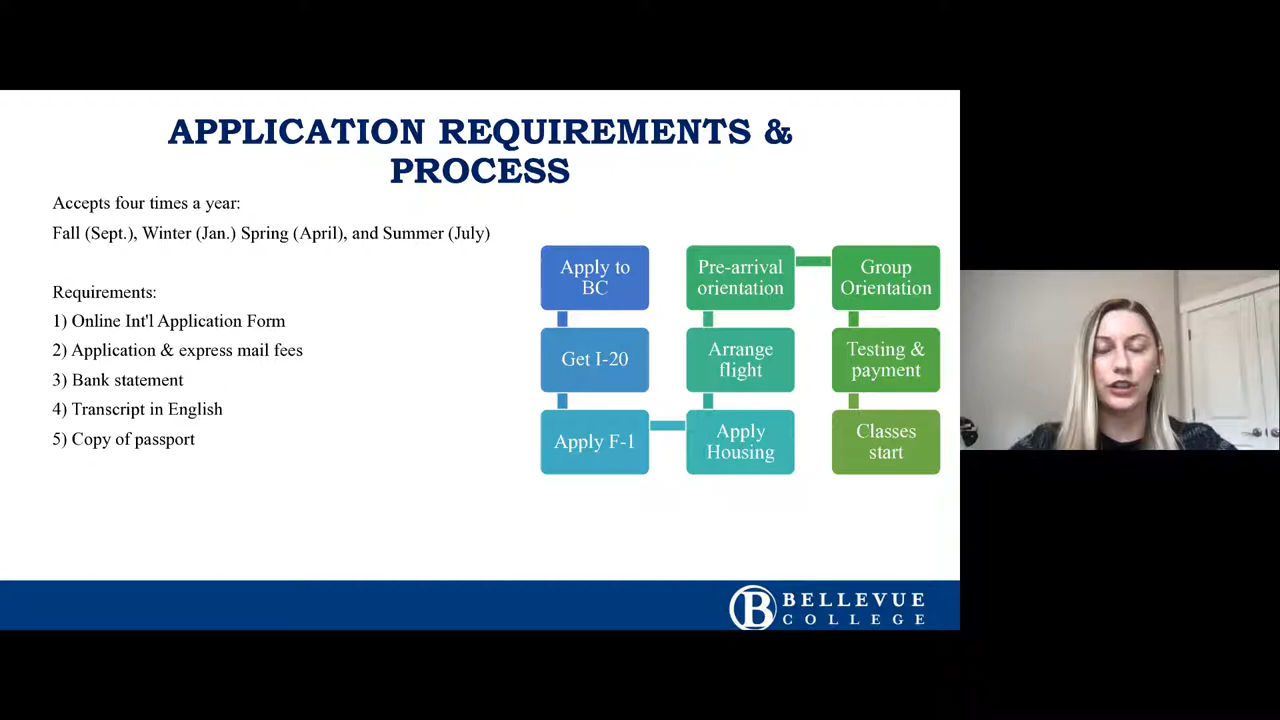 APPLICATION REQUIREMENTS &
PROCESS
Accepts four times a year:
Fall (Sept.), Winter (Jan.) Spring (April), and Summer (July)
Requirements:
1) Online Int'l Application Form
2) Application & express mail fees
3) Bank statement
4) Transcript in English
5) Copy of passport
Apply to
BC
Get I-20
Apply F-1
Apply
Housing
Arrange
flight
Pre-arrival
orientation
Group
Orientation
Testing &
payment
Classes
start
B BELLEVUE
COLLEGE